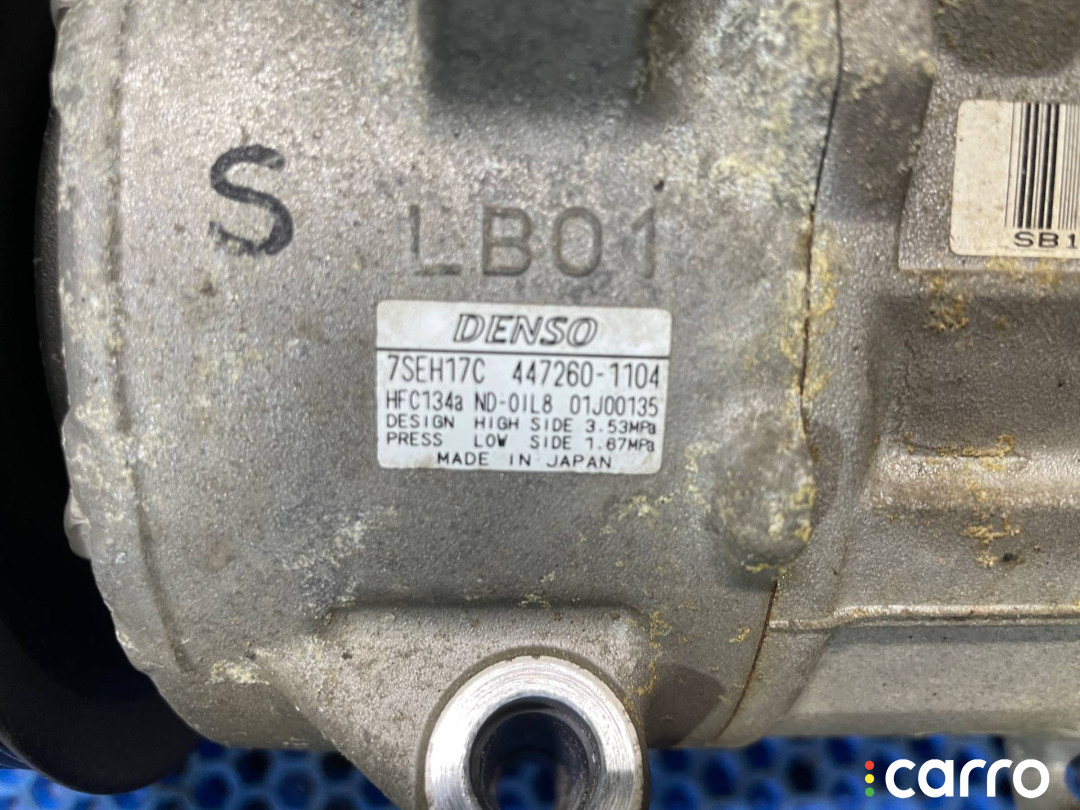 S
LB01
DENSO
7SEH17C 447260-1104
HFC134a ND-OIL8 01J00135
DESIGN HIGH SIDE 3.53MPa
PRESS LOW SIDE 1.67MPa
MADE IN JAPAN
SB1
carro